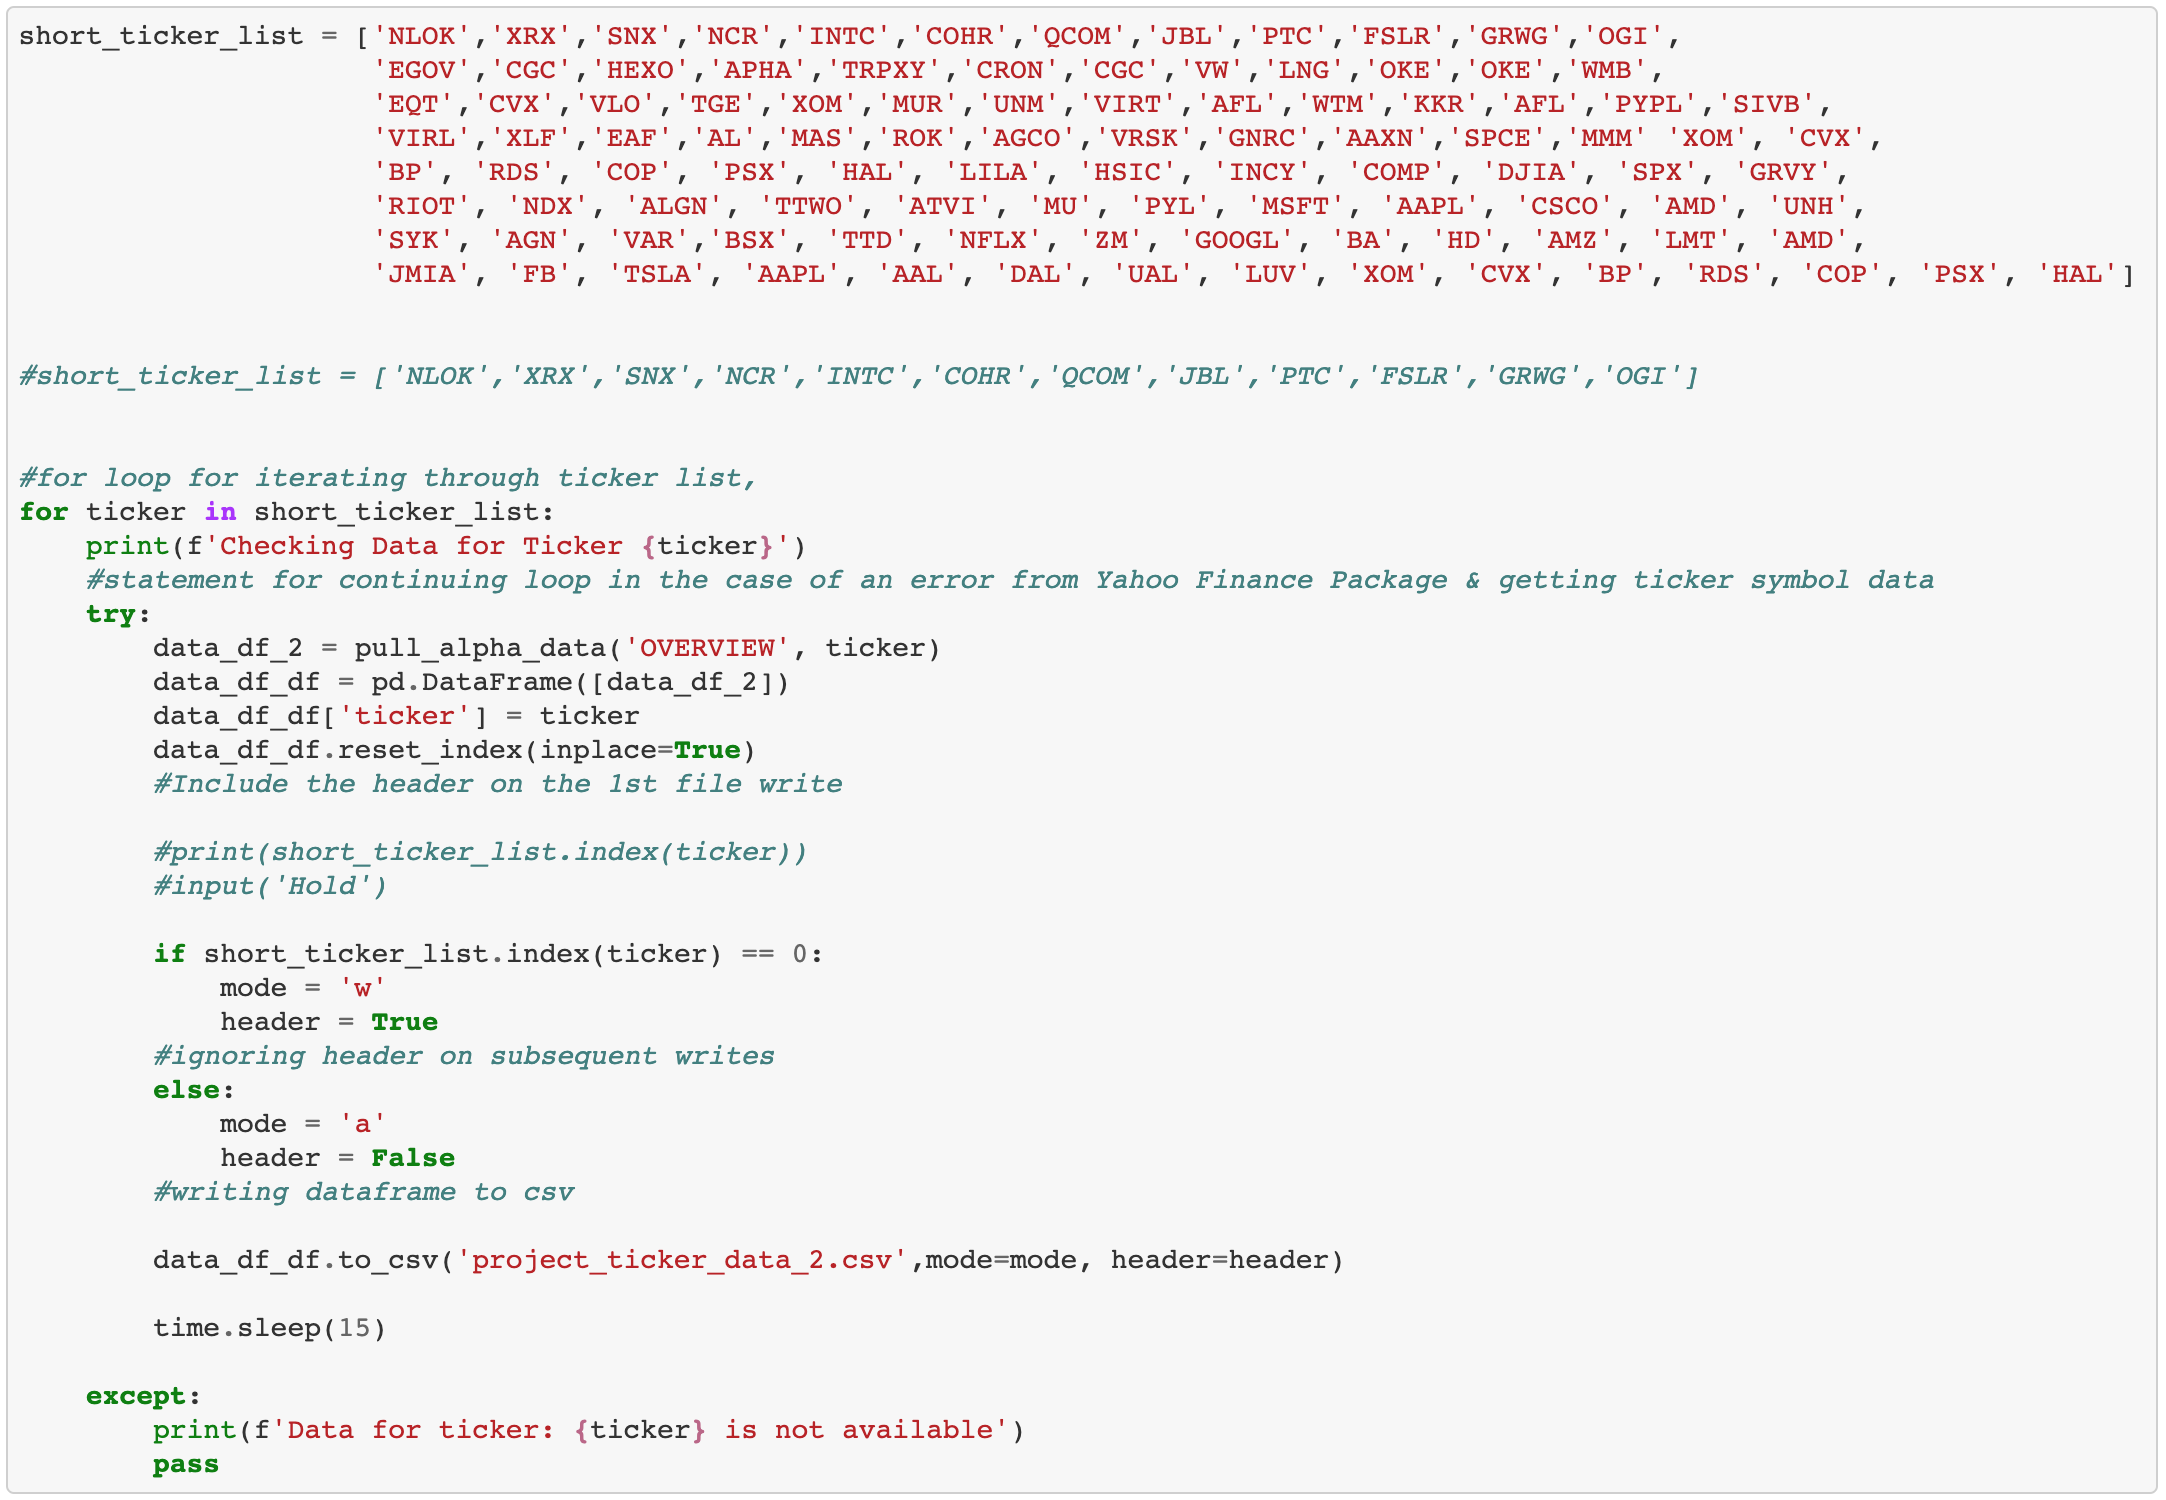 short_ticker_list = ['NLOK','XRX','SNX','NCR','INTC','COHR','QCOM','JBL','PTC','FSLR','GRWG','OGI',
                     'EGOV','CGC','HEXO','APHA','TRPXY','CRON','CGC','VW','LNG','OKE','OKE','WMB',
                     'EQT','CVX','VLO','TGE','XOM','MUR','UNM','VIRT','AFL','WTM','KKR','AFL','PYPL','SIVB',
                     'VIRL','XLF','EAF','AL','MAS','ROK','AGCO','VRSK','GNRC','AAXN','SPCE','MMM' 'XOM', 'CVX',
                     'BP', 'RDS', 'COP', 'PSX', 'HAL', 'LILA', 'HSIC', 'INCY', 'COMP', 'DJIA', 'SPX', 'GRVY',
                     'RIOT', 'NDX', 'ALGN', 'TTWO', 'ATVI', 'MU', 'PYL', 'MSFT', 'AAPL', 'CSCO', 'AMD', 'UNH',
                     'SYK', 'AGN', 'VAR','BSX', 'TTD', 'NFLX', 'ZM', 'GOOGL', 'BA', 'HD', 'AMZ', 'LMT', 'AMD',
                     'JMIA', 'FB', 'TSLA', 'AAPL', 'AAL', 'DAL', 'UAL', 'LUV', 'XOM', 'CVX', 'BP', 'RDS', 'COP', 'PSX', 'HAL']
#short_ticker_list = ['NLOK','XRX','SNX','NCR','INTC','COHR','QCOM','JBL','PTC','FSLR','GRWG','OGI']
#for loop for iterating through ticker list,
for ticker in short_ticker_list:
    print(f'Checking Data for Ticker {ticker}')
    #statement for continuing loop in the case of an error from Yahoo Finance Package & getting ticker symbol data
    try:
        data_df_2 = pull_alpha_data('OVERVIEW', ticker)
        data_df_df = pd.DataFrame([data_df_2])
        data_df_df['ticker'] = ticker
        data_df_df.reset_index(inplace=True)
        #Include the header on the 1st file write
        #print(short_ticker_list.index(ticker))
        #input('Hold')
        if short_ticker_list.index(ticker) == 0:
            mode = 'w'
            header = True
        #ignoring header on subsequent writes
        else:
            mode = 'a'
            header = False
        #writing dataframe to csv
        data_df_df.to_csv('project_ticker_data_2.csv',mode=mode, header=header)
        time.sleep(15)
    except:
        print(f'Data for ticker: {ticker} is not available')
        pass